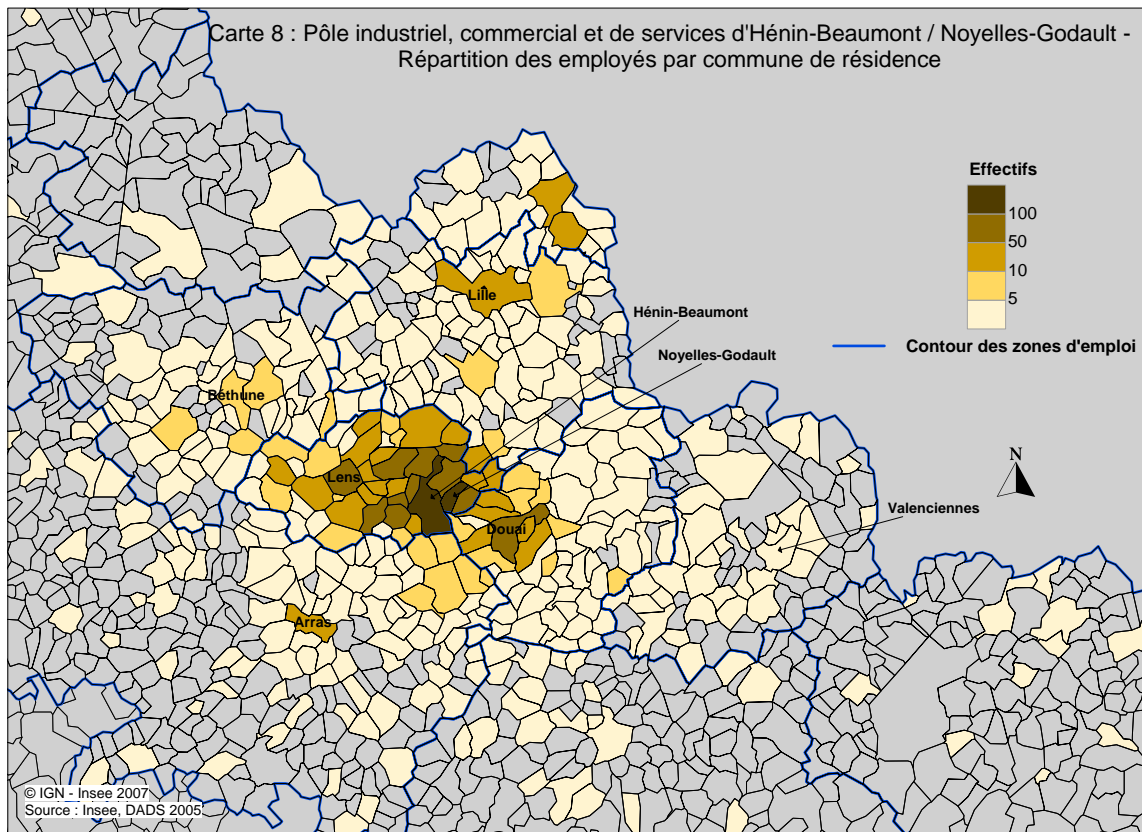 Carte 8 : Pôle industriel, commercial et de services d'Hénin-Beaumont / Noyelles-Godault -
Répartition des employés par commune de résidence
Effectifs
100
50
10
5
Contour des zones d'emploi
Lille
Hénin-Beaumont
Noyelles-Godault
Béthune
Lens
N
Valenciennes
Douai
Arras
© IGN - Insee 2007
Source : Insee, DADS 2005